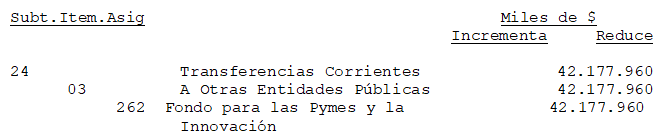 Subt.Item.Asig Miles de $
Incrementa Reduce
24 Transferencias Corrientes 42.177.960
03 A Otras Entidades Públicas 42.177.960
262 Fondo para las Pymes y la 42.177.960
Innovación